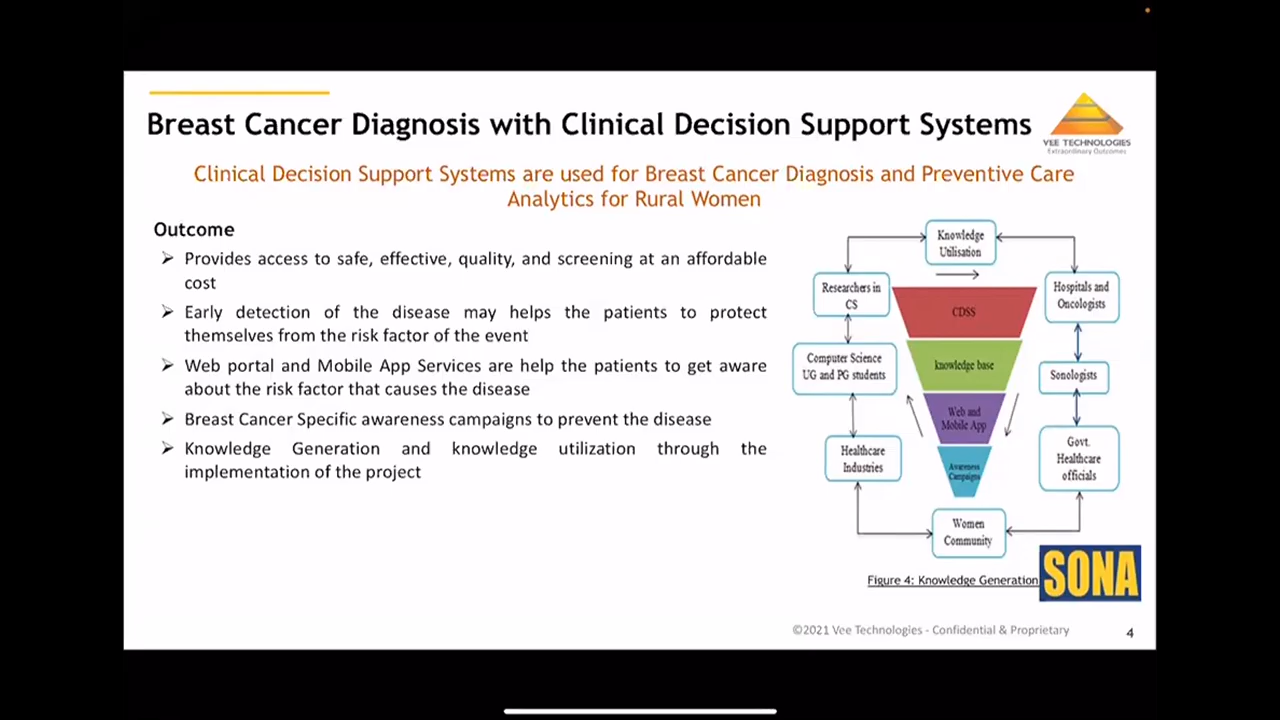 Breast Cancer Diagnosis with Clinical Decision Support Systems
VEE TECHNOLOGIES
Extraordinary Outcomes
Clinical Decision Support Systems are used for Breast Cancer Diagnosis and Preventive Care
Analytics for Rural Women
Outcome
Provides access to safe, effective, quality, and screening at an affordable
cost
Early detection of the disease may helps the patients to protect
themselves from the risk factor of the event
Web portal and Mobile App Services are help the patients to get aware
about the risk factor that causes the disease
Breast Cancer Specific awareness campaigns to prevent the disease
Knowledge Generation and knowledge utilization through the
implementation of the project
Knowledge
Utilisation
Researchers in
CS
Hospitals and
Oncologists
CDSS
Computer Science
UG and PG students
knowledge base
Sonologists
Web and
Mobile App
Healthcare
Industries
Govt.
Healthcare
officials
Awareness
Campaigns
Women
Community
Figure 4: Knowledge Generation
SONA
©2021 Vee Technologies - Confidential & Proprietary
4